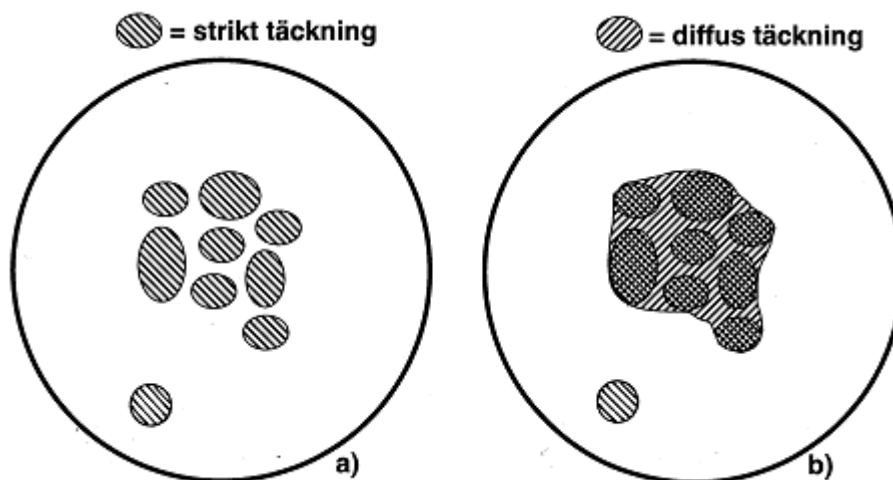 = strikt täckning
= diffus täckning
a)
b)